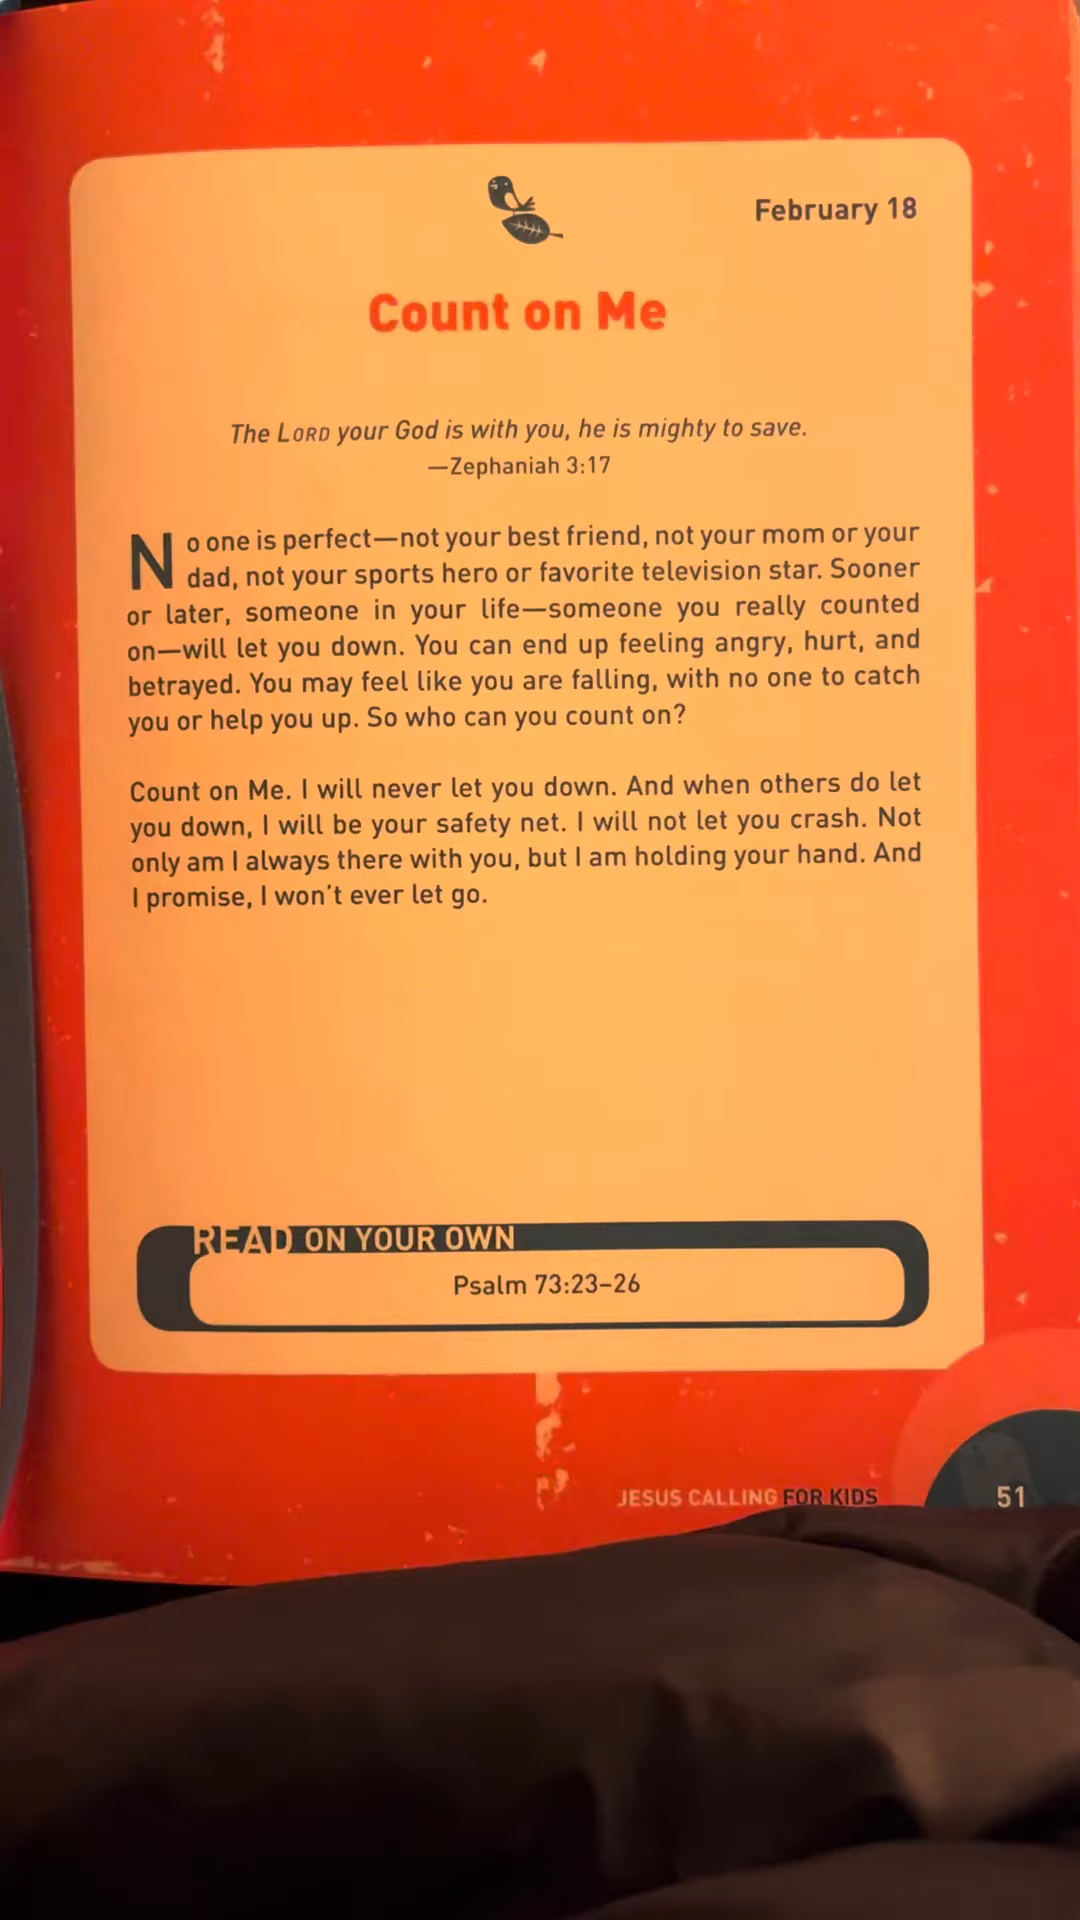 February 18
Count on Me
The LORD your God is with you, he is mighty to save.
—Zephaniah 3:17
No one is perfect—not your best friend, not your mom or your
dad, not your sports hero or favorite television star. Sooner
or later, someone in your life—someone you really counted
on—will let you down. You can end up feeling angry, hurt, and
betrayed. You may feel like you are falling, with no one to catch
you or help you up. So who can you count on?
Count on Me. I will never let you down. And when others do let
you down, I will be your safety net. I will not let you crash. Not
only am I always there with you, but I am holding your hand. And
I promise, I won't ever let go.
READ ON YOUR OWN
Psalm 73:23–26
JESUS CALLING FOR KIDS
51